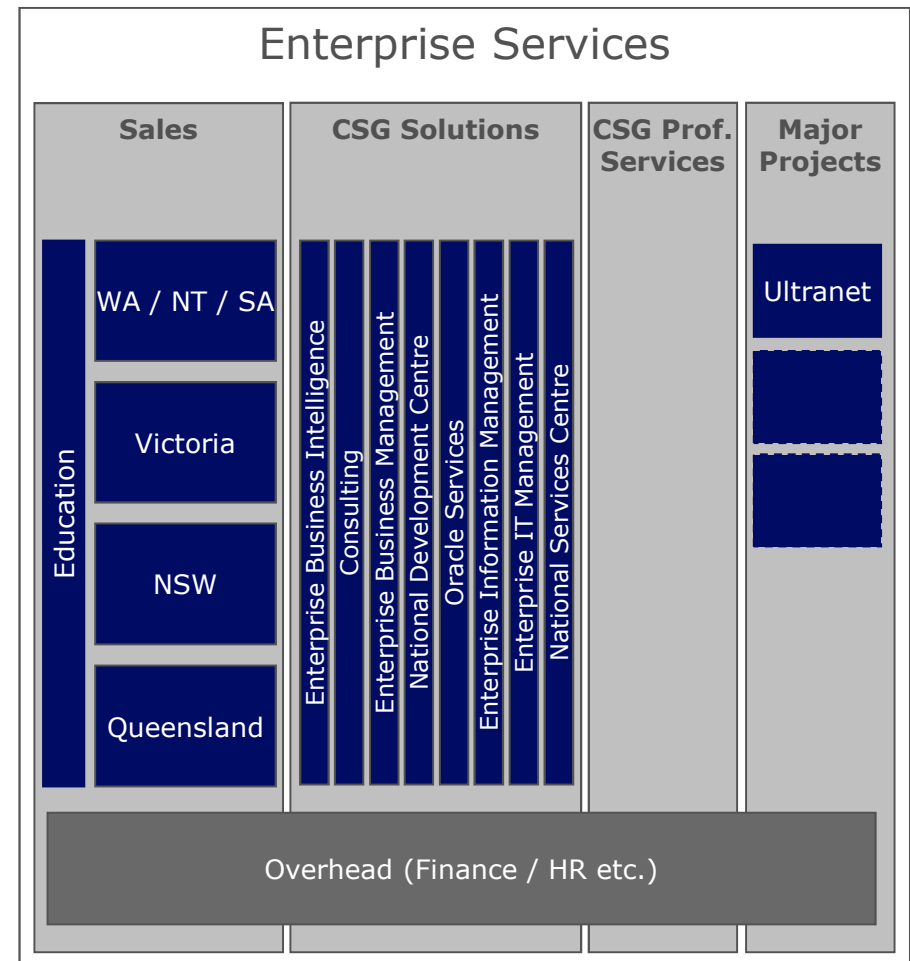 Enterprise Services
Sales
CSG Solutions
CSG Prof.
Services
Major
Projects
Education
WA / NT / SA
Victoria
NSW
Queensland
Enterprise Business Intelligence
Consulting
Enterprise Business Management
National Development Centre
Oracle Services
Enterprise Information Management
Enterprise IT Management
National Services Centre
Ultranet
Overhead (Finance / HR etc.)